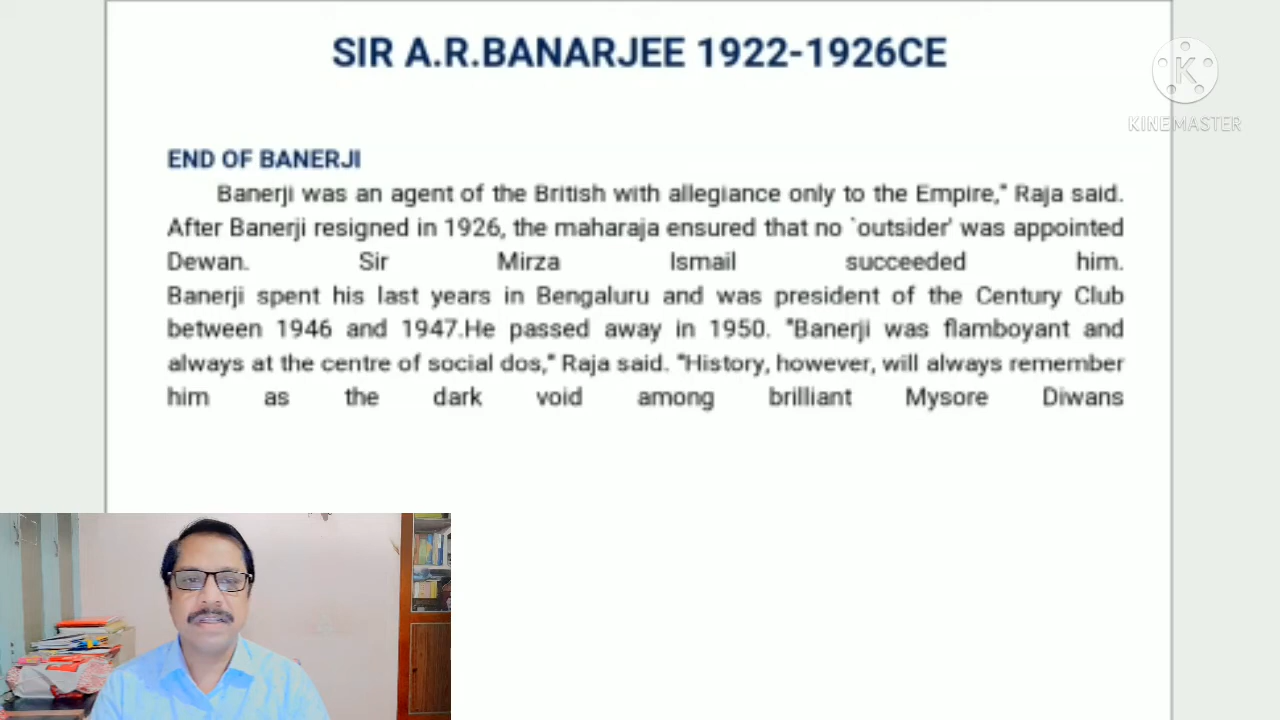 SIR A.R.BANARJEE 1922-1926CE
K
KINEMASTER
END OF BANERJI
Banerji was an agent of the British with allegiance only to the Empire," Raja said.
After Banerji resigned in 1926, the maharaja ensured that no `outsider' was appointed
Dewan. Sir Mirza Ismail succeeded him.
Banerji spent his last years in Bengaluru and was president of the Century Club
between 1946 and 1947.He passed away in 1950. "Banerji was flamboyant and
always at the centre of social dos," Raja said. "History, however, will always remember
him as the dark void among brilliant Mysore Diwans